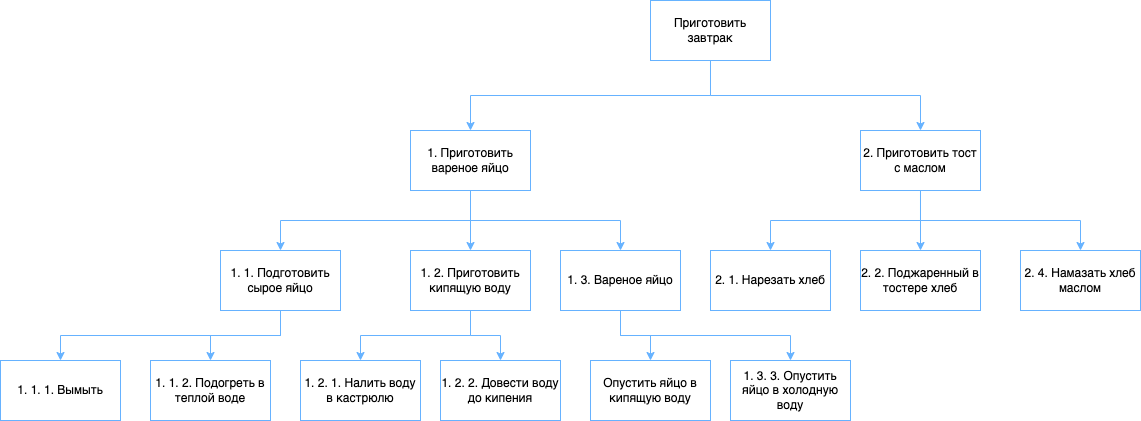 Приготовить
завтрак
1. Приготовить
вареное яйцо
2. Приготовить тост
с маслом
1. 1. Подготовить
сырое яйцо
1. 2. Приготовить
кипящую воду
1. 3. Вареное яйцо
2. 1. Нарезать хлеб
2. 2. Поджаренный в
тостере хлеб
2. 4. Намазать хлеб
маслом
1. 1. 1. Вымыть
1. 1. 2. Подогреть в
теплой воде
1. 2. 1. Налить воду
в кастрюлю
1. 2. 2. Довести воду
до кипения
Опустить яйцо в
кипящую воду
1. 3. 3. Опустить
яйцо в холодную
воду